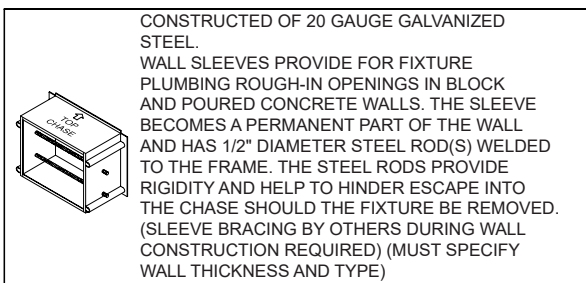 CONSTRUCTED OF 20 GAUGE GALVANIZED
STEEL.
WALL SLEEVES PROVIDE FOR FIXTURE
PLUMBING ROUGH-IN OPENINGS IN BLOCK
AND POURED CONCRETE WALLS. THE SLEEVE
BECOMES A PERMANENT PART OF THE WALL
AND HAS 1/2" DIAMETER STEEL ROD(S) WELDED
TO THE FRAME. THE STEEL RODS PROVIDE
RIGIDITY AND HELP TO HINDER ESCAPE INTO
THE CHASE SHOULD THE FIXTURE BE REMOVED.
(SLEEVE BRACING BY OTHERS DURING WALL
CONSTRUCTION REQUIRED) (MUST SPECIFY
WALL THICKNESS AND TYPE)
TOP
CHASE